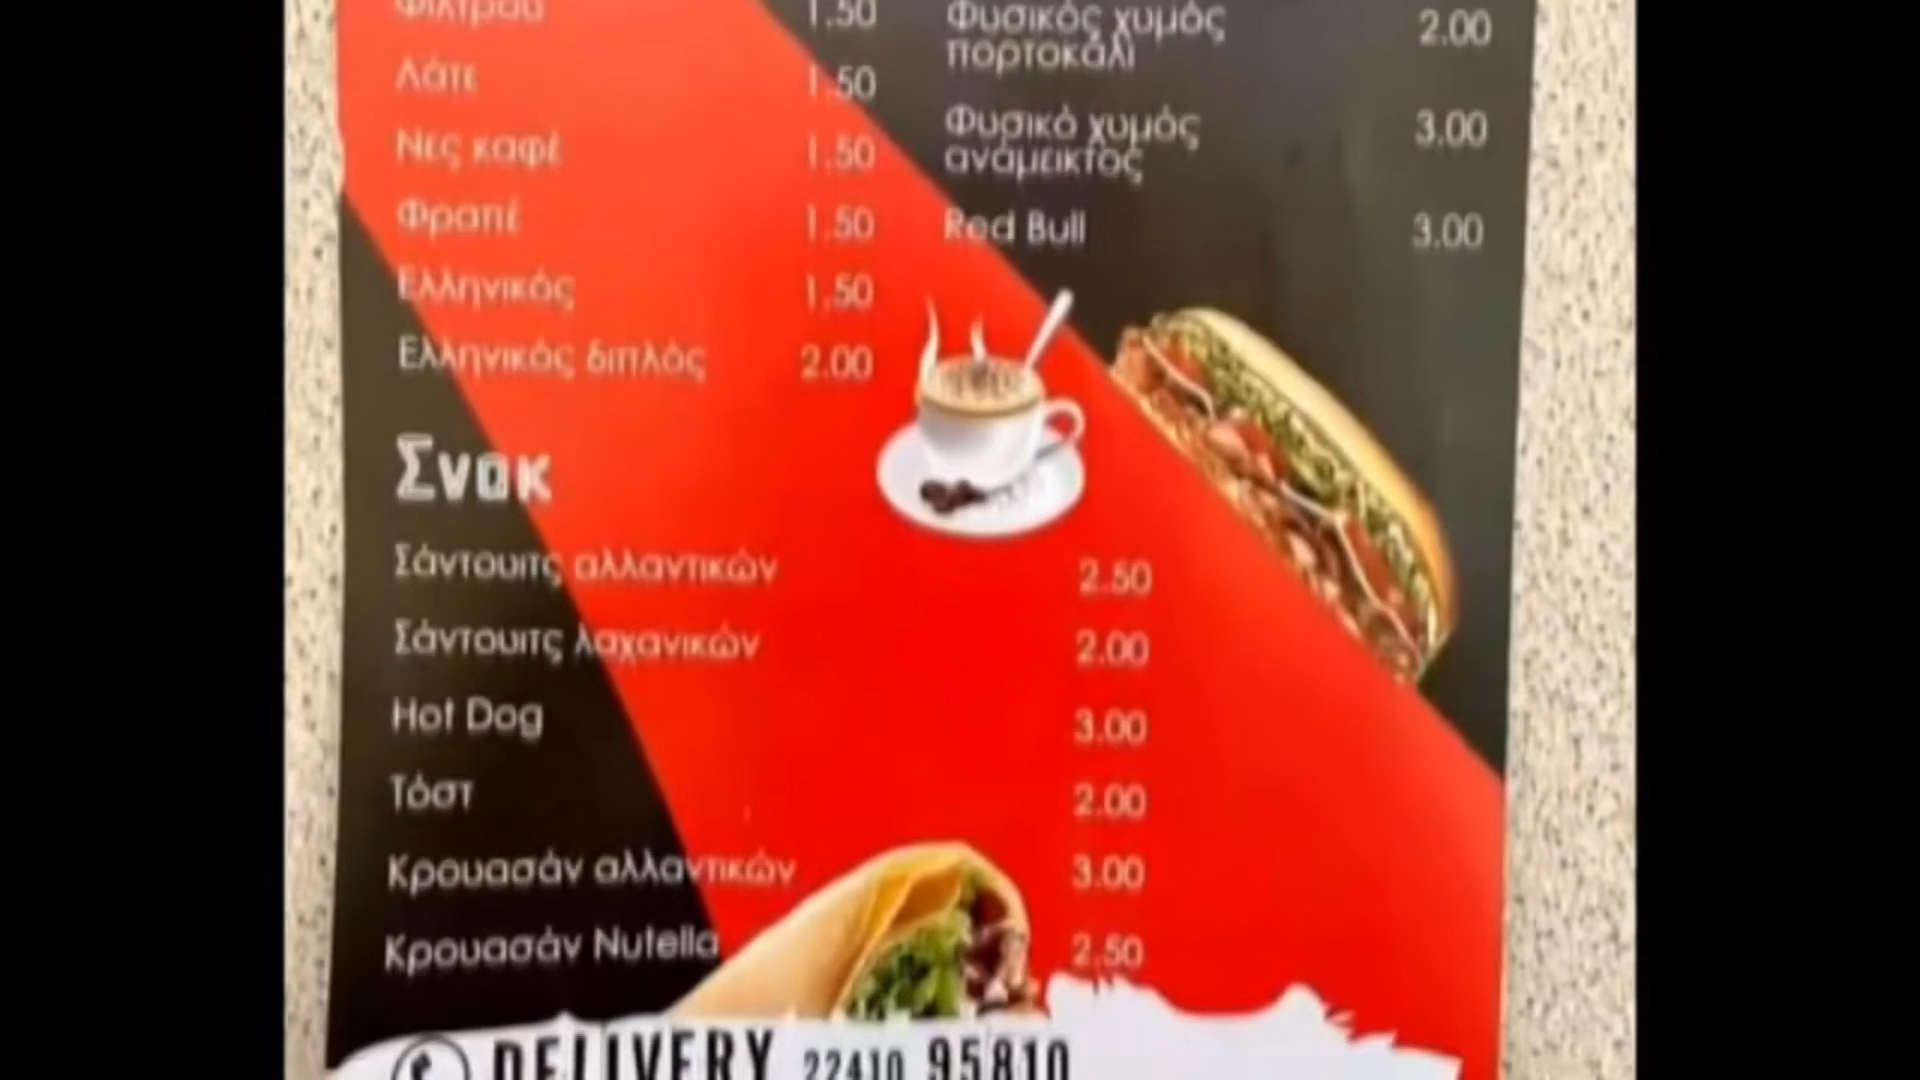 Φίλτρου 1.50
Λάτε 1.50
Νες καφέ 1.50
Φραπέ 1.50
Ελληνικός 1.50
Ελληνικός διπλός 2.00
Φυσικός χυμός
πορτοκάλι 2.00
Φυσικό χυμός
ανάμεικτος 3.00
Red Bull 3.00
Σνακ
Σάντουιτς αλλαντικών 2.50
Σάντουιτς λαχανικών 2.00
Hot Dog 3.00
Τόστ 2.00
Κρουασάν αλλαντικών 3.00
Κρουασάν Nutella 2.50
DELIVERY 22410 95810